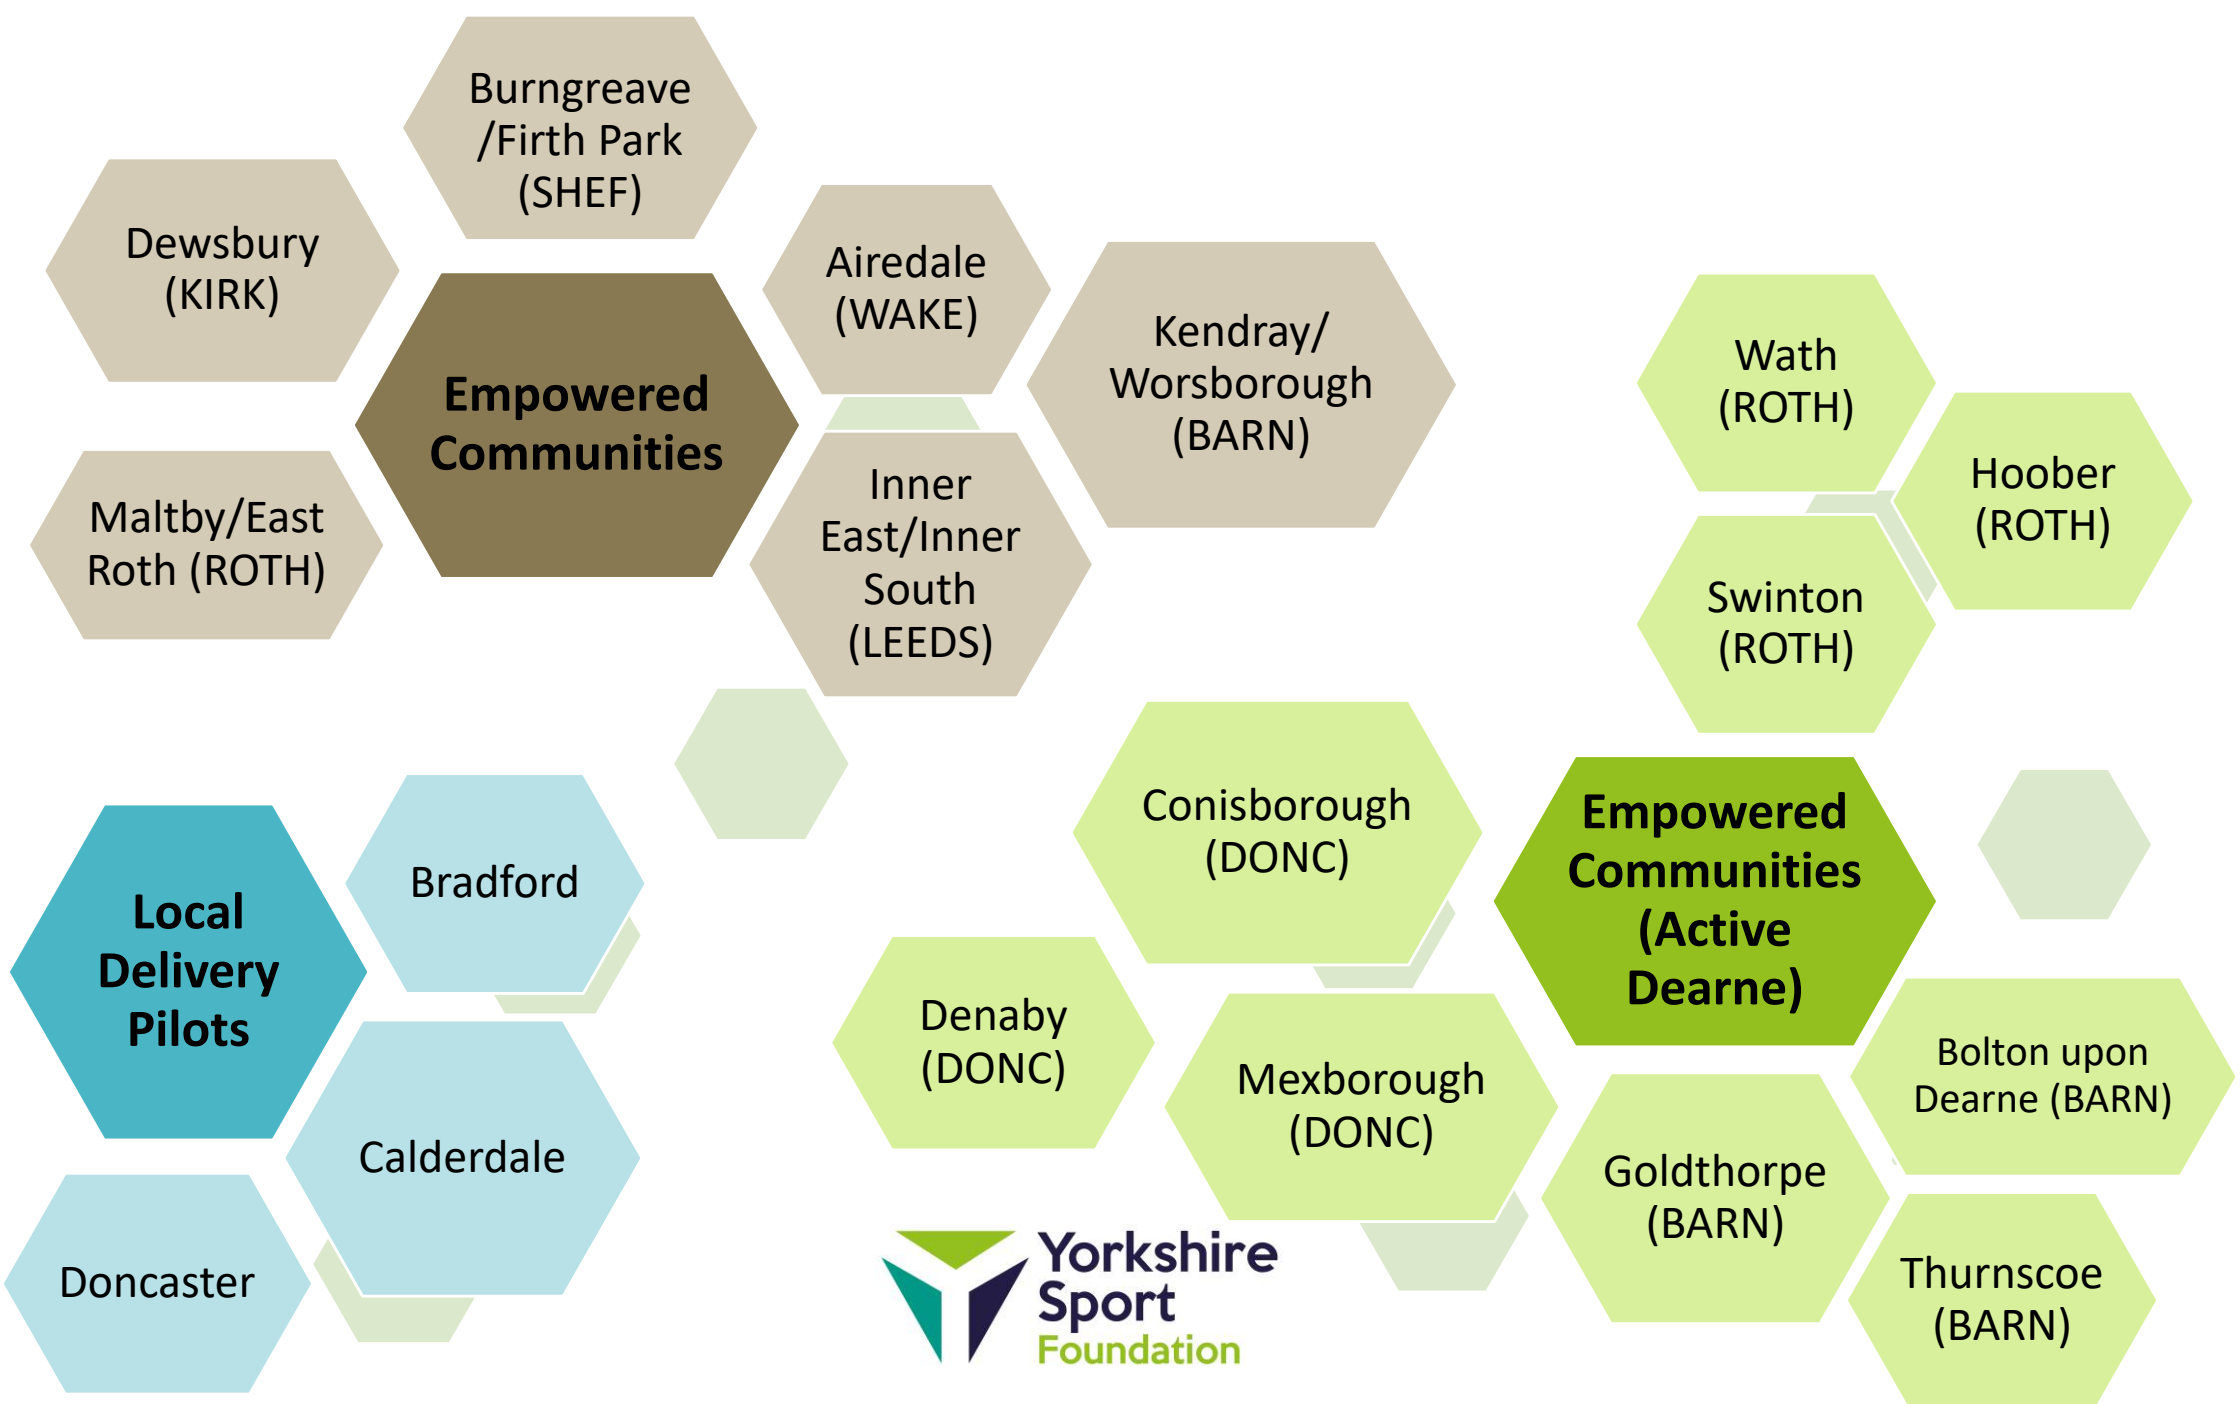 Burngreave
/Firth Park
(SHEF)
Dewsbury
(KIRK)
Airedale
(WAKE)
Kendray/
Worsborough
(BARN)
Empowered
Communities
Maltby/East
Roth (ROTH)
Inner
East/Inner
South
(LEEDS)
Wath
(ROTH)
Hoober
(ROTH)
Swinton
(ROTH)
Local
Delivery
Pilots
Bradford
Calderdale
Doncaster
Conisborough
(DONC)
Empowered
Communities
(Active
Dearne)
Denaby
(DONC)
Mexborough
(DONC)
Bolton upon
Dearne (BARN)
Goldthorpe
(BARN)
Thurnscoe
(BARN)
Yorkshire
Sport
Foundation